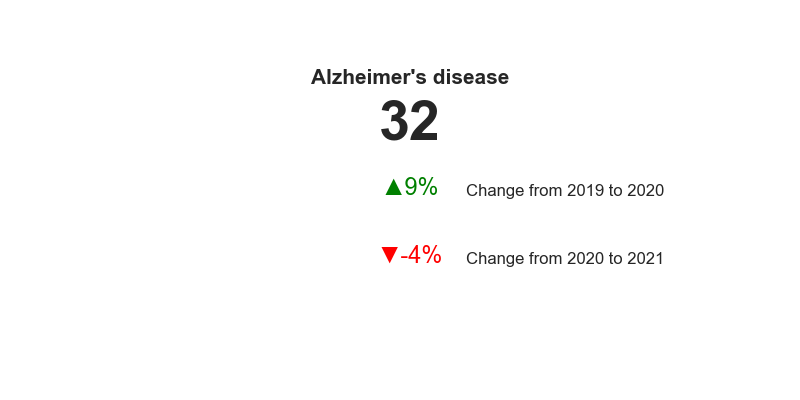 Alzheimer's disease
32
▲9% Change from 2019 to 2020
▼-4% Change from 2020 to 2021